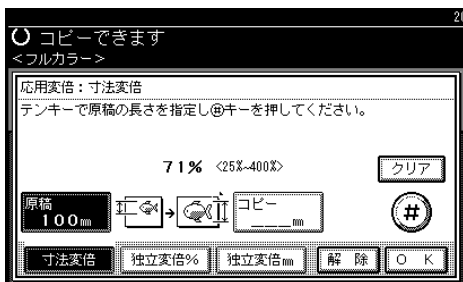 2
コピーできます
<フルカラー>
応用変倍：寸法変倍
テンキーで原稿の長さを指定し#キーを押してください。
71% <25%~400%>
クリア
原稿
100mm
コピー
___mm
#
寸法変倍 独立変倍% 独立変倍mm 解 除 O K